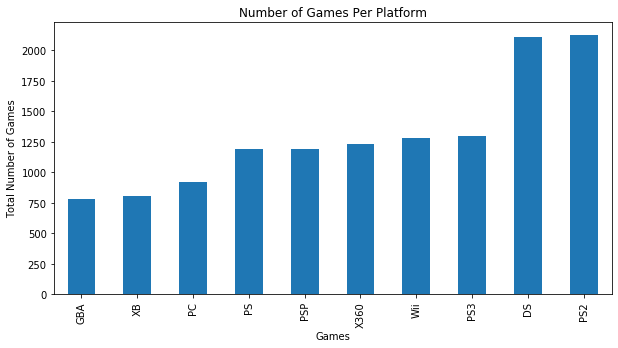 Number of Games Per Platform
Total Number of Games
2000
1750
1500
1250
1000
750
500
250
0
GBA
XB
PC
PS
PSP
X360
Wii
PS3
DS
PS2
Games